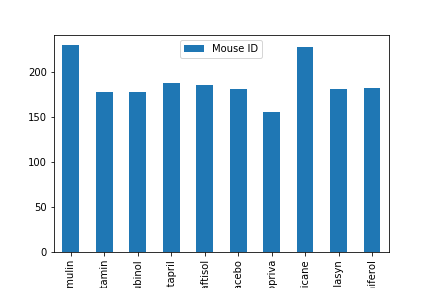 Mouse ID
200
150
100
50
0
mulin
tamin
ubinol
tapril
aftisol
acebo
opriva
icane
lasyn
iferol